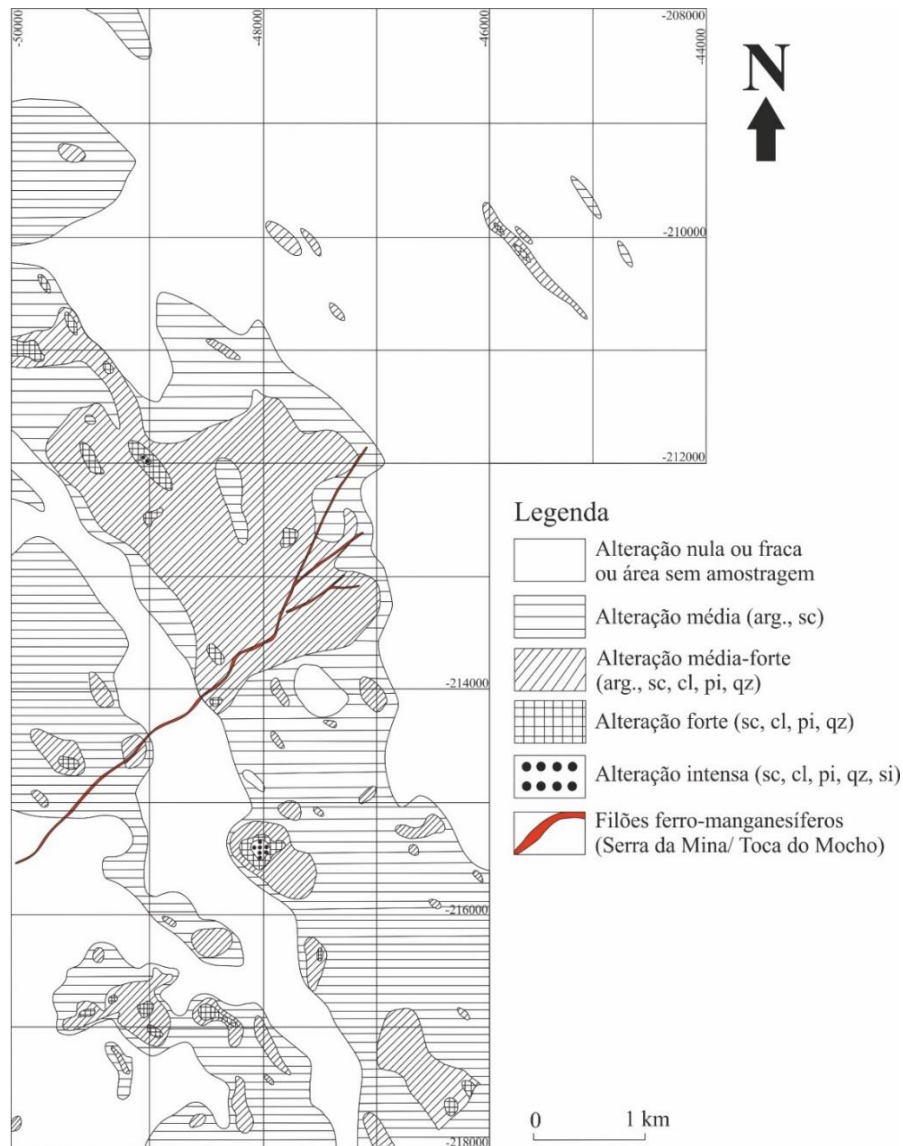 -50000
-48000
-46000
-208000
-44000
N
-210000
-212000
Legenda
Alteração nula ou fraca
ou área sem amostragem
Alteração média (arg., sc)
Alteração média-forte
(arg., sc, cl, pi, qz)
-214000
Alteração forte (sc, cl, pi, qz)
Alteração intensa (sc, cl, pi, qz, si)
Filões ferro-manganesíferos
(Serra da Mina/ Toca do Mocho)
-216000
0 1 km
-218000